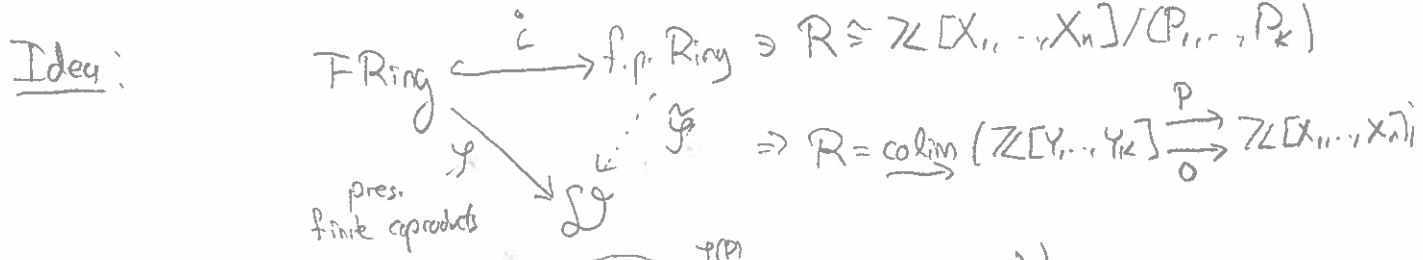 Idea: FRing i f.p. Ring ∋ R ≅ ℤ[X₁,..,Xₙ]/(P₁,..,Pₖ)
φ φ̃ ⇒ R = colim (ℤ[Y₁,..,Yₖ] P 0 ℤ[X₁,..,Xₙ])
pres.
finite coproducts
φ(P)